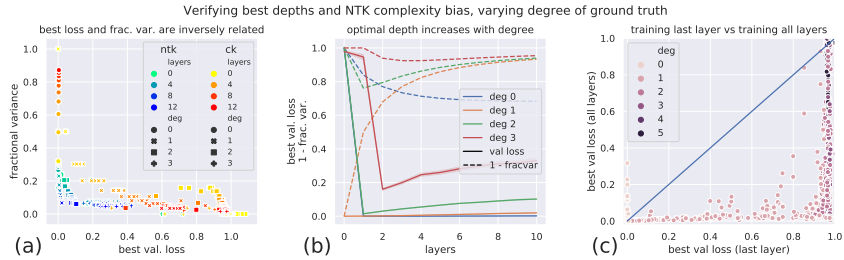 Verifying best depths and NTK complexity bias, varying degree of ground truth
best loss and frac. var. are inversely related
fractional variance
1.0
0.8
0.6
0.4
0.2
0.0
ntk ck
layers layers
0 0
4 4
8 8
12 12
deg deg
0 0
1 1
2 2
3 3
0.0 0.2 0.4 0.6 0.8 1.0
best val. loss
(a)
optimal depth increases with degree
best val. loss
1 - frac. var.
1.0
0.8
0.6
0.4
0.2
0.0
deg 0
deg 1
deg 2
deg 3
val loss
1 - fracvar
0 2 4 6 8 10
layers
(b)
training last layer vs training all layers
best val loss (all layers)
1.0
0.8
0.6
0.4
0.2
0.0
deg
0
1
2
3
4
5
0.0 0.2 0.4 0.6 0.8 1.0
best val loss (last layer)
(c)